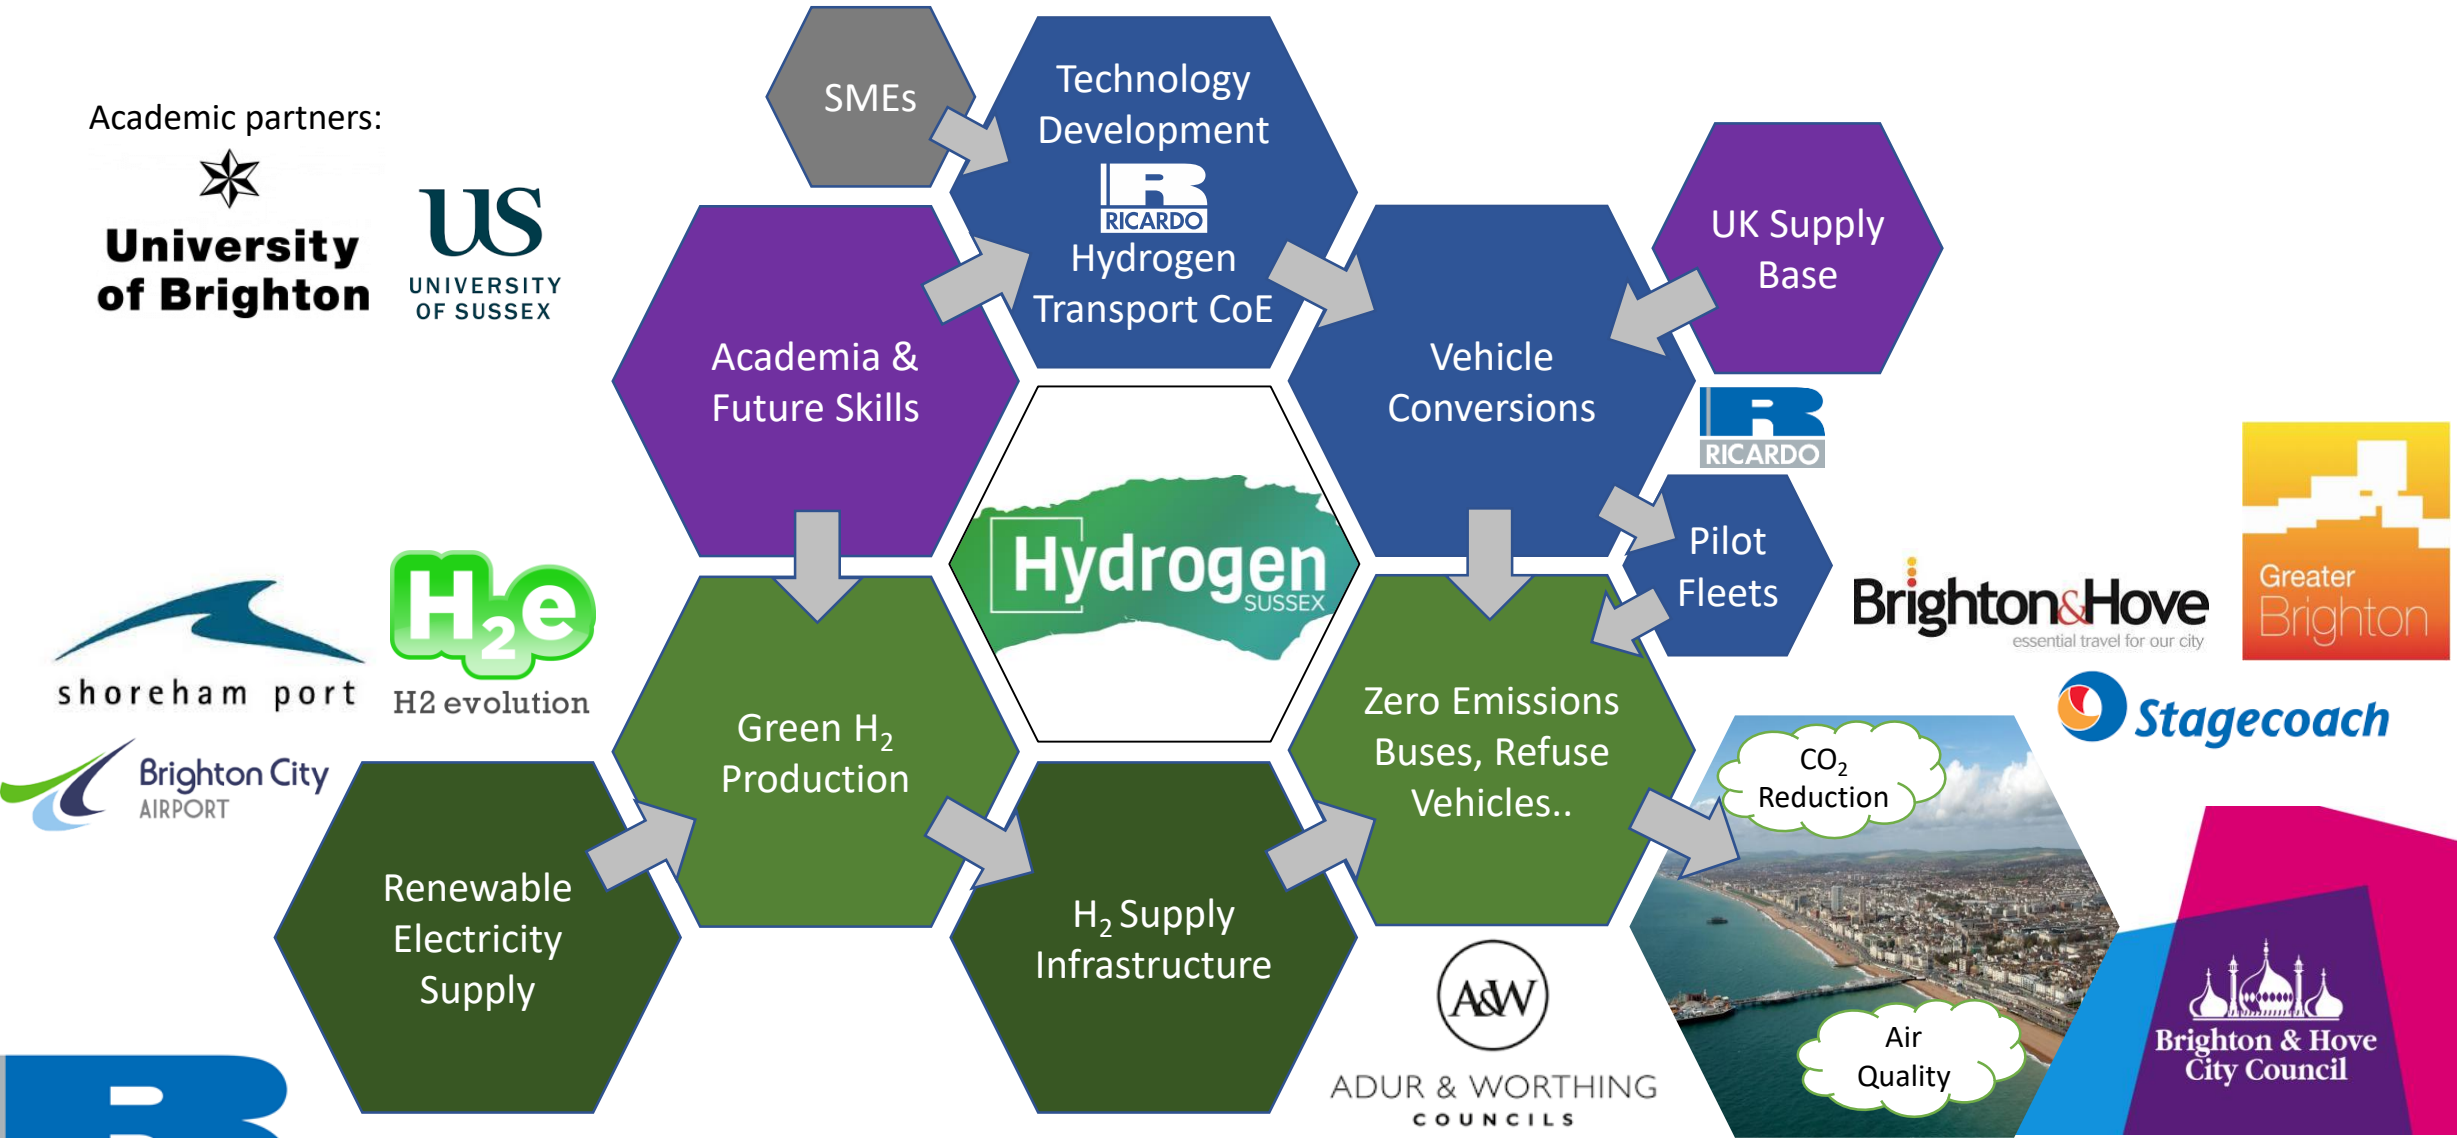 Academic partners:
University
of Brighton
US
UNIVERSITY
OF SUSSEX
SMEs
Technology
Development
RICARDO
Hydrogen
Transport CoE
UK Supply
Base
Academia &
Future Skills
Vehicle
Conversions
RICARDO
Hydrogen
SUSSEX
Pilot
Fleets
Brighton&Hove
essential travel for our city
Greater
Brighton
Stagecoach
shoreham port
H2e
H2 evolution
Brighton City
AIRPORT
Green H₂
Production
Zero Emissions
Buses, Refuse
Vehicles..
CO₂
Reduction
Renewable
Electricity
Supply
H₂ Supply
Infrastructure
A&W
ADUR & WORTHING
COUNCILS
Air
Quality
Brighton & Hove
City Council